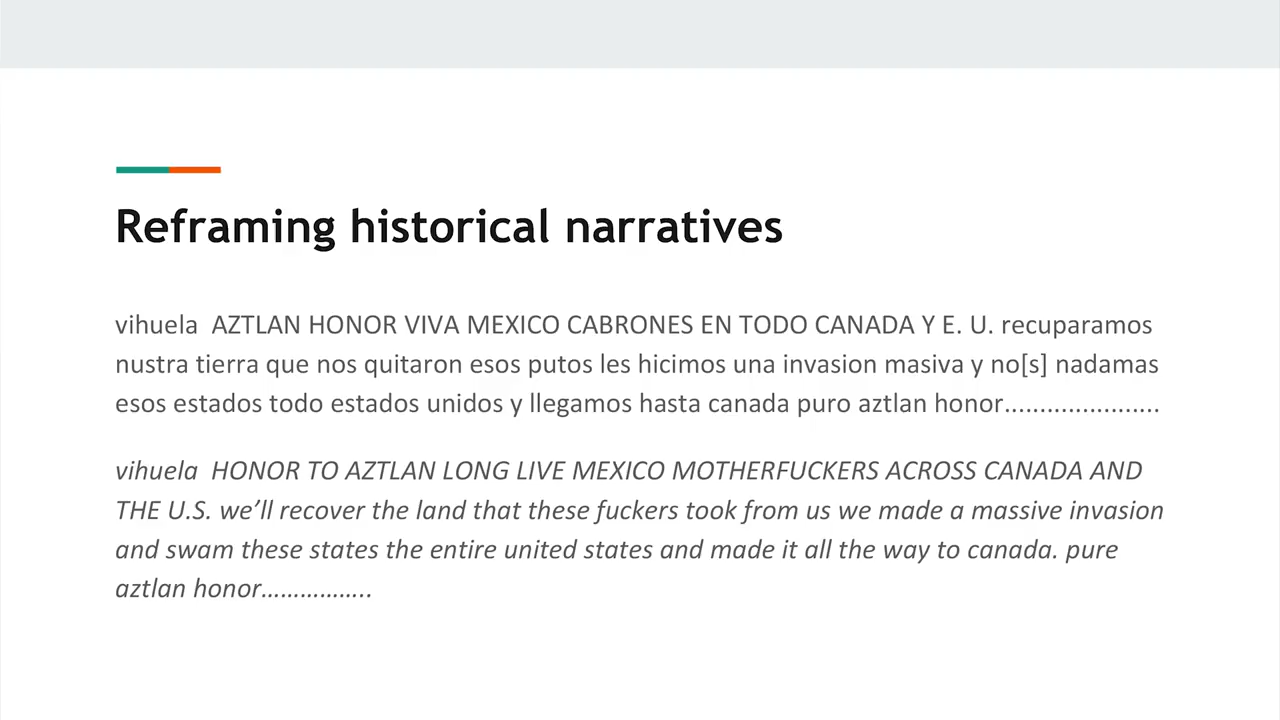 Reframing historical narratives
vihuela AZTLAN HONOR VIVA MEXICO CABRONES EN TODO CANADA Y E. U. recuparamos
nustra tierra que nos quitaron esos putos les hicimos una invasion masiva y no[s] nadamas
esos estados todo estados unidos y llegamos hasta canada puro aztlan honor......................
vihuela HONOR TO AZTLAN LONG LIVE MEXICO MOTHERFUCKERS ACROSS CANADA AND
THE U.S. we’ll recover the land that these fuckers took from us we made a massive invasion
and swam these states the entire united states and made it all the way to canada. pure
aztlan honor……………..